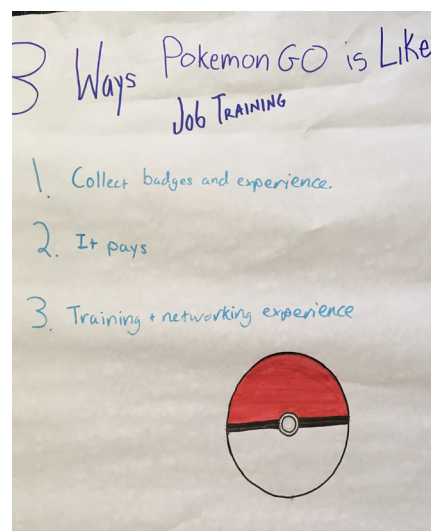 3 Ways Pokemon GO is Like
Job TRAINING
1. Collect badges and experience.
2. It pays
3. Training + networking experience